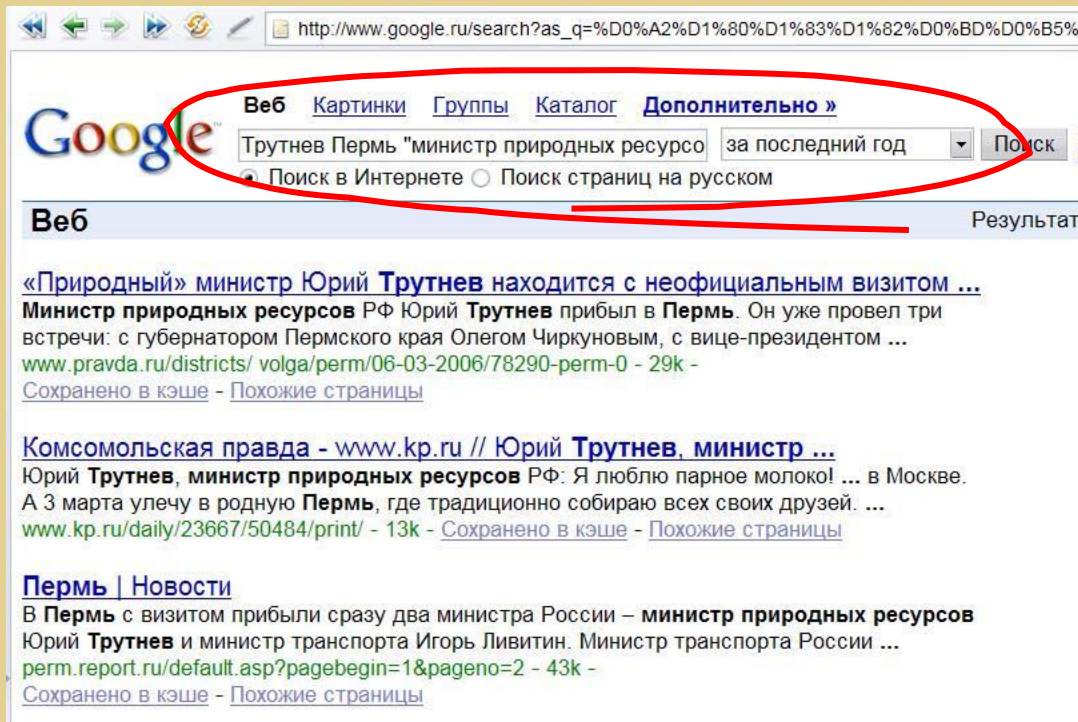 http://www.google.ru/search?as_q=%D0%A2%D1%80%D1%83%D1%82%D0%BD%D0%B5%
Веб Картинки Группы Каталог Дополнительно »
Google™
Трутнев Пермь "министр природных ресурсо за последний год Поиск
Поиск в Интернете Поиск страниц на русском
Веб Результат
«Природный» министр Юрий Трутнев находится с неофициальным визитом ...
Министр природных ресурсов РФ Юрий Трутнев прибыл в Пермь. Он уже провел три
встречи: с губернатором Пермского края Олегом Чиркуновым, с вице-президентом ...
www.pravda.ru/districts/ volga/perm/06-03-2006/78290-perm-0 - 29k -
Сохранено в кэше - Похожие страницы
Комсомольская правда - www.kp.ru // Юрий Трутнев, министр ...
Юрий Трутнев, министр природных ресурсов РФ: Я люблю парное молоко! ... в Москве.
А 3 марта улечу в родную Пермь, где традиционно собираю всех своих друзей. ...
www.kp.ru/daily/23667/50484/print/ - 13k - Сохранено в кэше - Похожие страницы
Пермь | Новости
В Пермь с визитом прибыли сразу два министра России – министр природных ресурсов
Юрий Трутнев и министр транспорта Игорь Ливитин. Министр транспорта России ...
perm.report.ru/default.asp?pagebegin=1&pageno=2 - 43k -
Сохранено в кэше - Похожие страницы